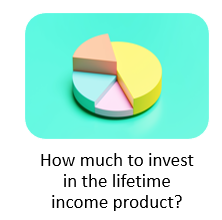 How much to invest
in the lifetime
income product?